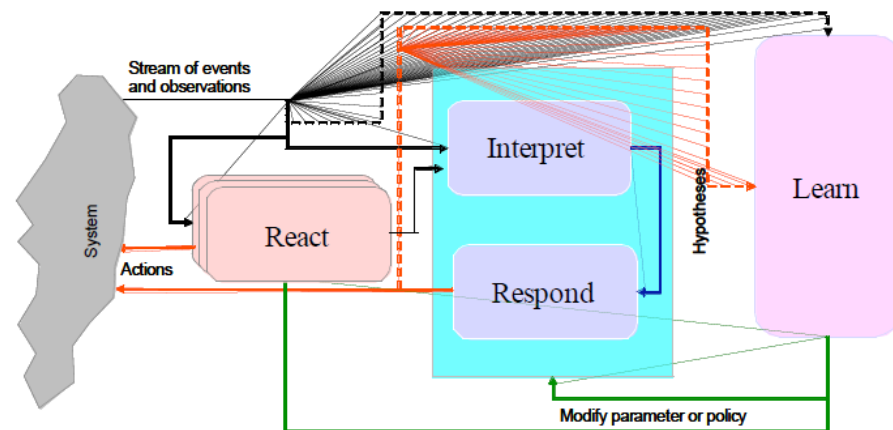 Stream of events
and observations
Interpret
Learn
Hypotheses
System
React
Actions
Respond
Modify parameter or policy